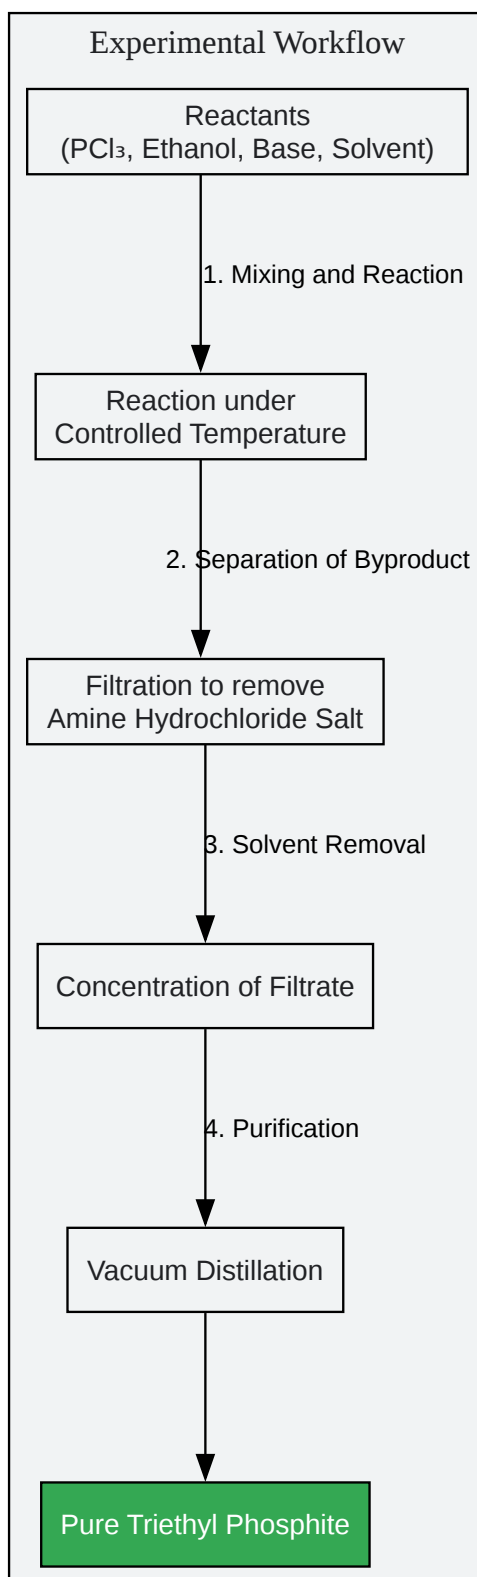 Experimental Workflow
Reactants
(PCl₃, Ethanol, Base, Solvent)
1. Mixing and Reaction
Reaction under
Controlled Temperature
2. Separation of Byproduct
Filtration to remove
Amine Hydrochloride Salt
3. Solvent Removal
Concentration of Filtrate
4. Purification
Vacuum Distillation
Pure Triethyl Phosphite